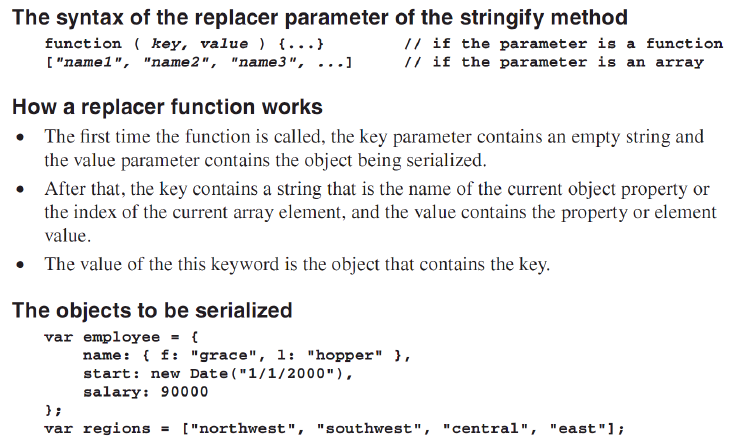 The syntax of the replacer parameter of the stringify method
function ( key, value ) {...} // if the parameter is a function
["name1", "name2", "name3", ...] // if the parameter is an array
How a replacer function works
• The first time the function is called, the key parameter contains an empty string and
the value parameter contains the object being serialized.
• After that, the key contains a string that is the name of the current object property or
the index of the current array element, and the value contains the property or element
value.
• The value of the this keyword is the object that contains the key.
The objects to be serialized
var employee = {
name: { f: "grace", l: "hopper" },
start: new Date("1/1/2000"),
salary: 90000
};
var regions = ["northwest", "southwest", "central", "east"];